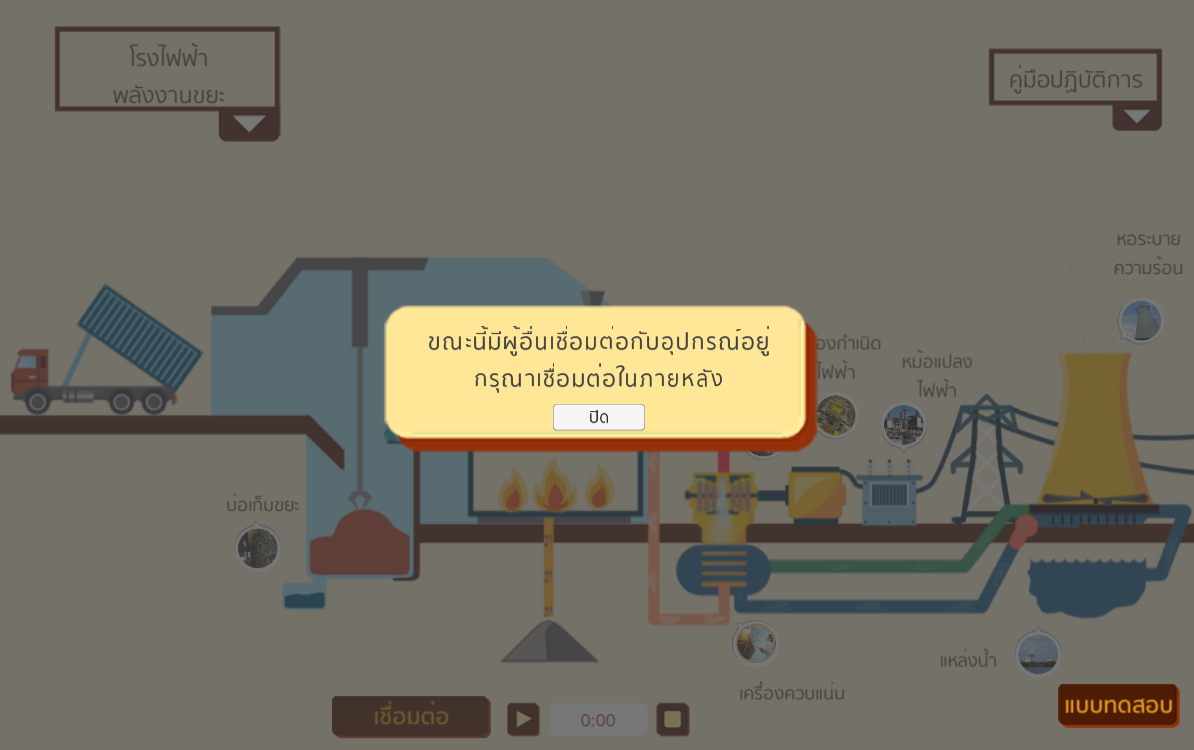 โรงไฟฟ้า
พลังงานขยะ
คู่มือปฏิบัติการ
หอระบาย
ความร้อน
ขณะนี้มีผู้อื่นเชื่อมต่อกับอุปกรณ์อยู่
กรุณาเชื่อมต่อในภายหลัง
ปิด
องกำเนิด
ไฟฟ้า
หม้อแปลง
ไฟฟ้า
บ่อเก็บขยะ
แหล่งน้ำ
เครื่องควบแน่น
เชื่อมต่อ
0:00
แบบทดสอบ